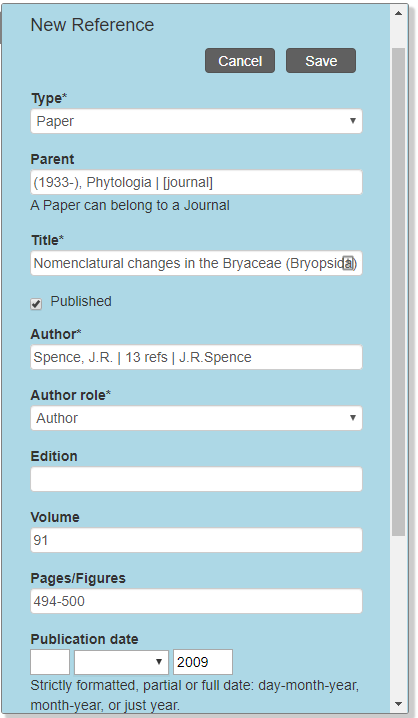 New Reference
Cancel Save
Type*
Paper
Parent
(1933-), Phytologia | [journal]
A Paper can belong to a Journal
Title*
Nomenclatural changes in the Bryaceae (Bryopsida)
Published
Author*
Spence, J.R. | 13 refs | J.R.Spence
Author role*
Author
Edition
Volume
91
Pages/Figures
494-500
Publication date
2009
Strictly formatted, partial or full date: day-month-year,
month-year, or just year.